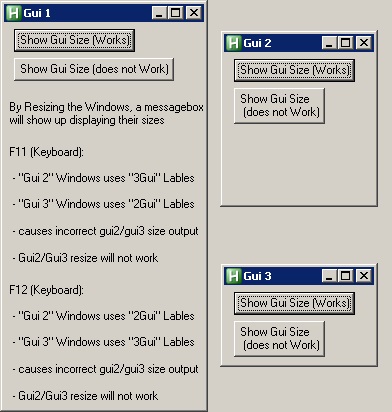 Gui 1
Show Gui Size (Works)
Show Gui Size (does not Work)
By Resizing the Windows, a messagebox
will show up displaying their sizes
F11 (Keyboard):
- "Gui 2" Windows uses "3Gui" Lables
- "Gui 3" Windows uses "2Gui" Lables
- causes incorrect gui2/gui3 size output
- Gui2/Gui3 resize will not work
F12 (Keyboard):
- "Gui 2" Windows uses "2Gui" Lables
- "Gui 3" Windows uses "3Gui" Lables
- causes incorrect gui2/gui3 size output
- Gui2/Gui3 resize will not work
Gui 2
Show Gui Size (Works)
Show Gui Size
(does not Work)
Gui 3
Show Gui Size (Works)
Show Gui Size
(does not Work)